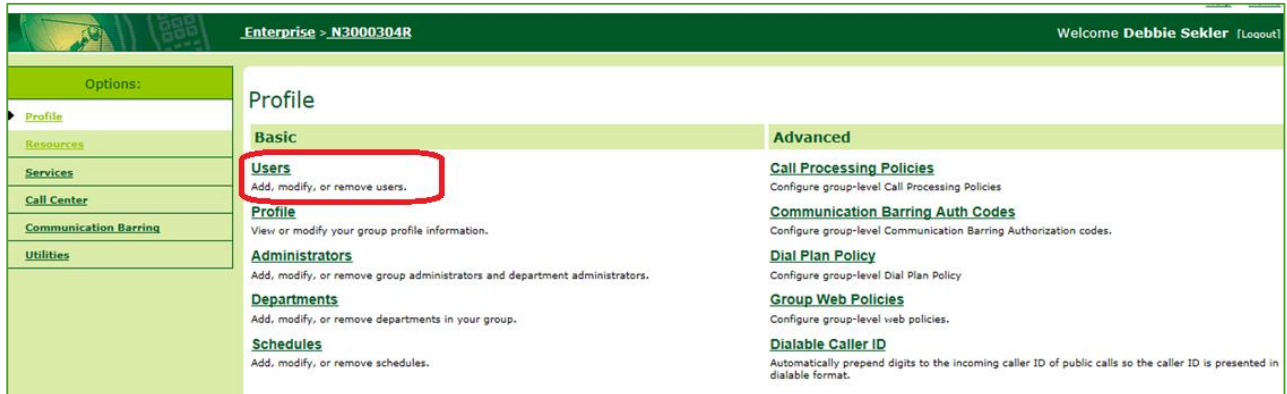 Enterprise > N3000304R
Welcome Debbie Sekler [Logout]
Options:
Profile
Resources
Services
Call Center
Communication Barring
Utilities
Profile
Basic
Users
Add, modify, or remove users.
Profile
View or modify your group profile information.
Administrators
Add, modify, or remove group administrators and department administrators.
Departments
Add, modify, or remove departments in your group.
Schedules
Add, modify, or remove schedules.
Advanced
Call Processing Policies
Configure group-level Call Processing Policies
Communication Barring Auth Codes
Configure group-level Communication Barring Authorization codes.
Dial Plan Policy
Configure group-level Dial Plan Policy
Group Web Policies
Configure group-level web policies.
Dialable Caller ID
Automatically prepend digits to the incoming caller ID of public calls so the caller ID is presented in
dialable format.